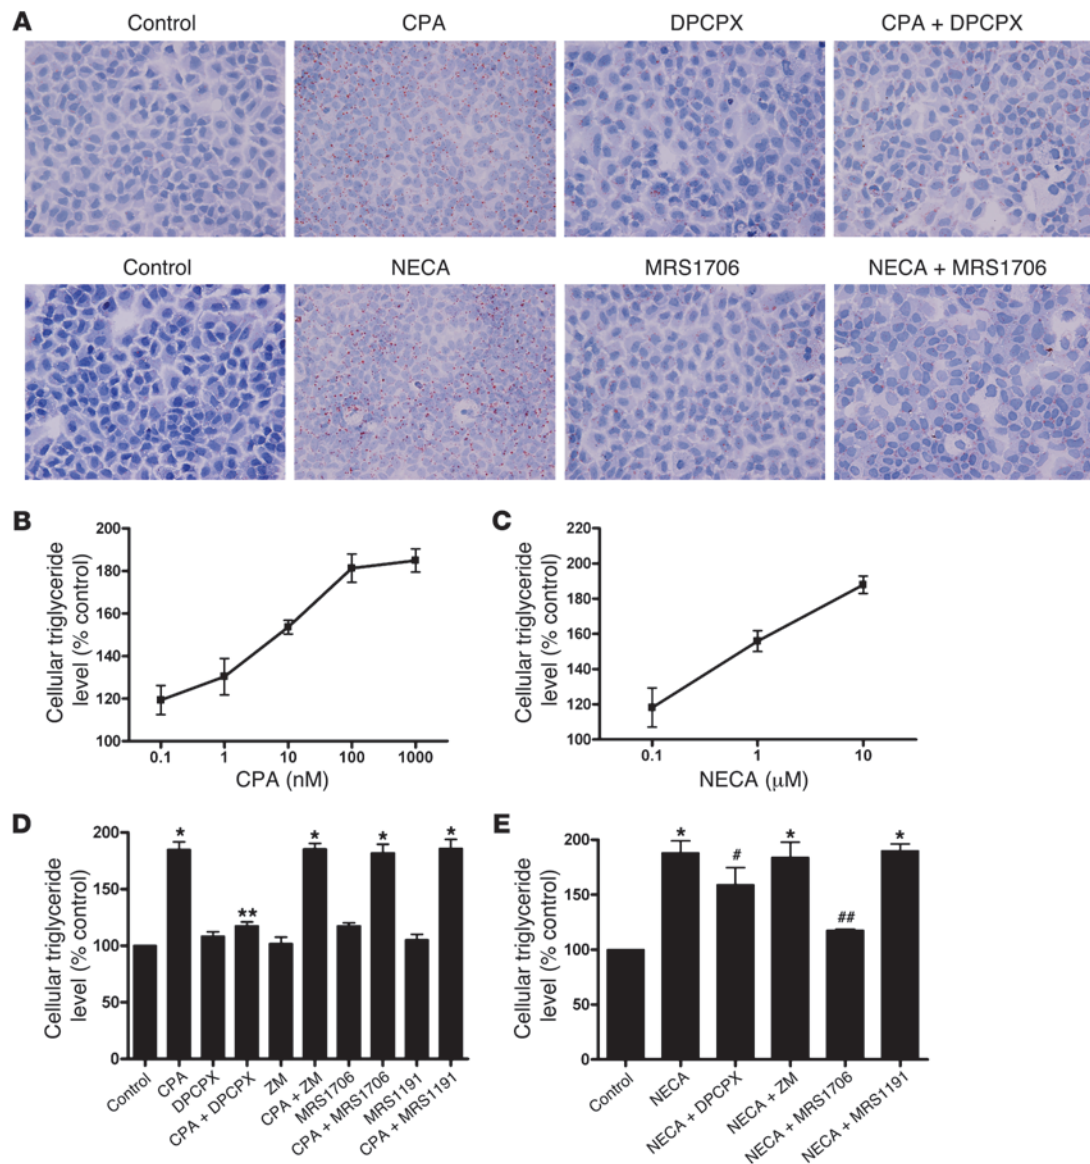 A
Control CPA DPCPX CPA + DPCPX
Control NECA MRS1706 NECA + MRS1706
B
Cellular triglyceride
level (% control)
200
180
160
140
120
100
0.1 1 10 100 1000
CPA (nM)
C
Cellular triglyceride
level (% control)
220
200
180
160
140
120
100
0.1 1 10
NECA (μM)
D
Cellular triglyceride
level (% control)
200
150
100
50
0
* ** * * *
Control
CPA
DPCPX
CPA + DPCPX
ZM
CPA + ZM
MRS1706
CPA + MRS1706
MRS1191
CPA + MRS1191
E
Cellular triglyceride
level (% control)
200
150
100
50
0
* # * ## *
Control
NECA
NECA + DPCPX
NECA + ZM
NECA + MRS1706
NECA + MRS1191